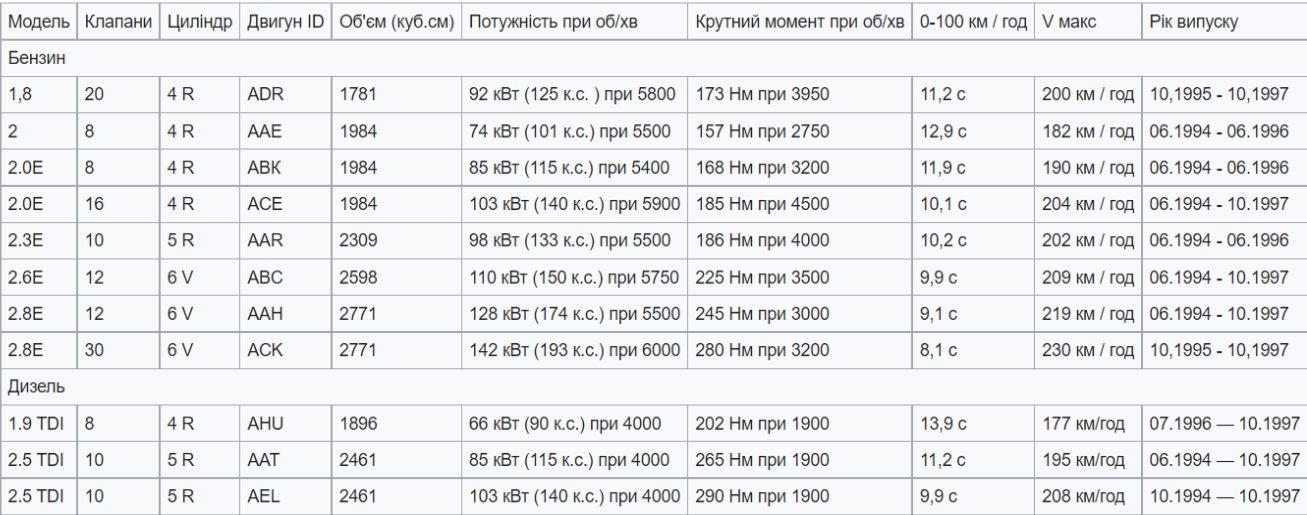 Модель Клапани Циліндр Двигун ID Об'єм (куб.см) Потужність при об/хв Крутний момент при об/хв 0-100 км / год V макс Рік випуску
Бензин
1,8 20 4 R ADR 1781 92 кВт (125 к.с. ) при 5800 173 Нм при 3950 11,2 с 200 км / год 10,1995 - 10,1997
2 8 4 R AAE 1984 74 кВт (101 к.с.) при 5500 157 Нм при 2750 12,9 с 182 км / год 06.1994 - 06.1996
2.0E 8 4 R АВК 1984 85 кВт (115 к.с.) при 5400 168 Нм при 3200 11,9 с 190 км / год 06.1994 - 06.1996
2.0E 16 4 R ACE 1984 103 кВт (140 к.с.) при 5900 185 Нм при 4500 10,1 с 204 км / год 06.1994 - 10.1997
2.3E 10 5 R AAR 2309 98 кВт (133 к.с.) при 5500 186 Нм при 4000 10,2 с 202 км / год 06.1994 - 06.1996
2.6E 12 6 V ABC 2598 110 кВт (150 к.с.) при 5750 225 Нм при 3500 9,9 с 209 км / год 06.1994 - 10.1997
2.8E 12 6 V AAH 2771 128 кВт (174 к.с.) при 5500 245 Нм при 3000 9,1 с 219 км / год 06.1994 - 10.1997
2.8E 30 6 V ACK 2771 142 кВт (193 к.с.) при 6000 280 Нм при 3200 8,1 с 230 км / год 10,1995 - 10,1997
Дизель
1.9 TDI 8 4 R AHU 1896 66 кВт (90 к.с.) при 4000 202 Нм при 1900 13,9 с 177 км/год 07.1996 — 10.1997
2.5 TDI 10 5 R AAT 2461 85 кВт (115 к.с.) при 4000 265 Нм при 1900 11,2 с 195 км/год 06.1994 — 10.1997
2.5 TDI 10 5 R AEL 2461 103 кВт (140 к.с.) при 4000 290 Нм при 1900 9,9 с 208 км/год 10.1994 — 10.1997